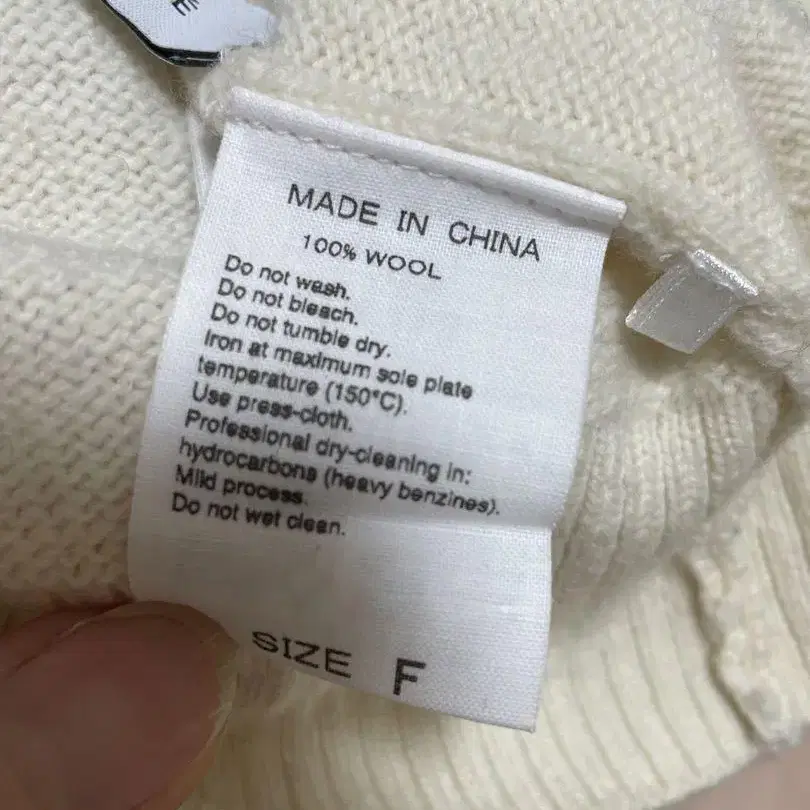 E
MADE IN CHINA
100% WOOL
Do not wash.
Do not bleach.
Do not tumble dry.
Iron at maximum sole plate
temperature (150°C).
Use press-cloth.
Professional dry-cleaning in:
hydrocarbons (heavy benzines).
Mild process.
Do not wet clean.
SIZE F